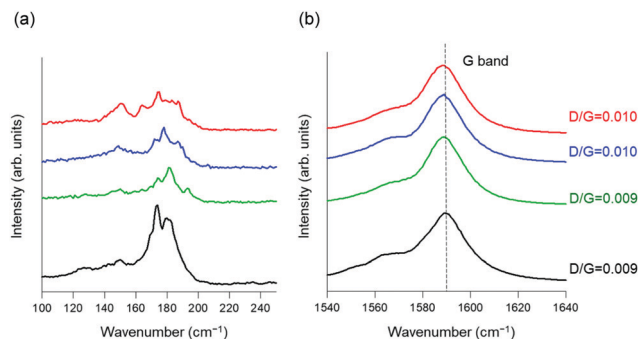 (a)
Intensity (arb. units)
100 120 140 160 180 200 220 240
Wavenumber (cm⁻¹)
(b)
G band
D/G=0.010
D/G=0.010
D/G=0.009
D/G=0.009
Intensity (arb. units)
1540 1560 1580 1600 1620 1640
Wavenumber (cm⁻¹)